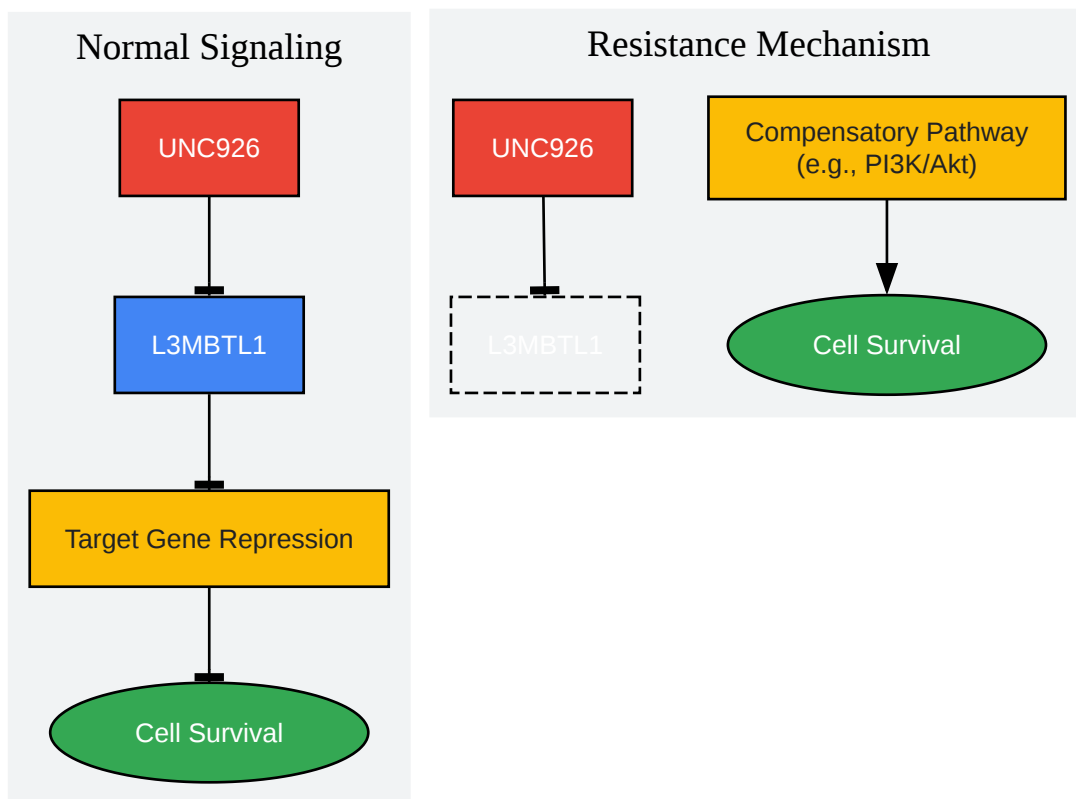 Normal Signaling
UNC926
L3MBTL1
Target Gene Repression
Cell Survival
Resistance Mechanism
UNC926
Compensatory Pathway
(e.g., PI3K/Akt)
L3MBTL1
Cell Survival